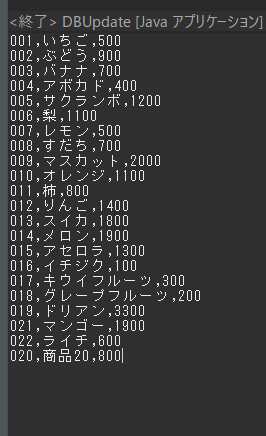 <終了> DBUpdate [Java アプリケーション]
001,いちご,500
002,ぶどう,900
003,バナナ,700
004,アボカド,400
005,サクランボ,1200
006,梨,1100
007,レモン,500
008,すだち,700
009,マスカット,2000
010,オレンジ,1100
011,柿,800
012,りんご,1400
013,スイカ,1800
014,メロン,1900
015,アセロラ,1300
016,イチジク,100
017,キウイフルーツ,300
018,グレープフルーツ,200
019,ドリアン,3300
021,マンゴー,1900
022,ライチ,600
020,商品20,800